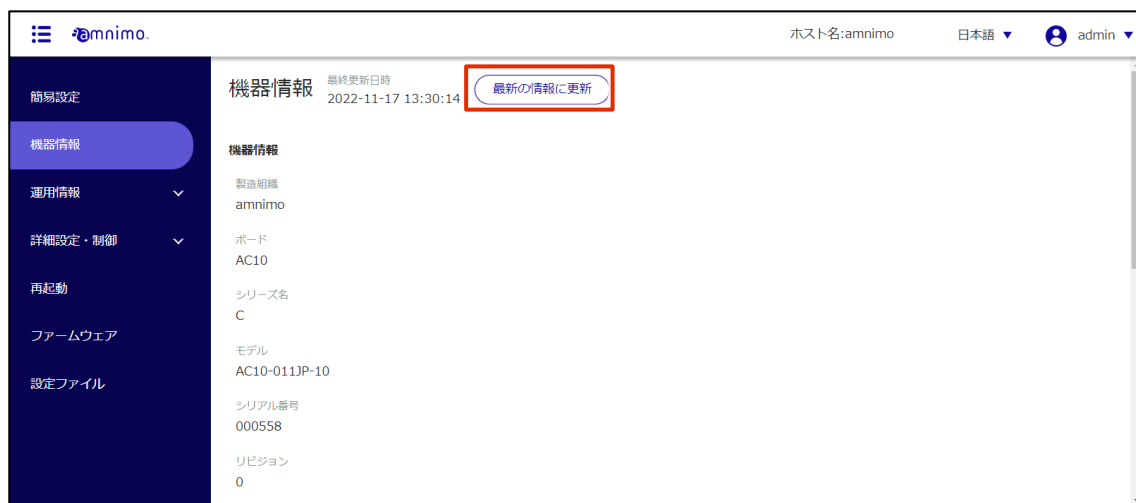 amnimo.
ホスト名:amnimo
日本語 ▼
admin ▼
簡易設定
機器情報
運用情報
詳細設定・制御
再起動
ファームウェア
設定ファイル
機器情報
最終更新日時
2022-11-17 13:30:14
最新の情報に更新
機器情報
製造組織
amnimo
ボード
AC10
シリーズ名
C
モデル
AC10-011JP-10
シリアル番号
000558
リビジョン
0